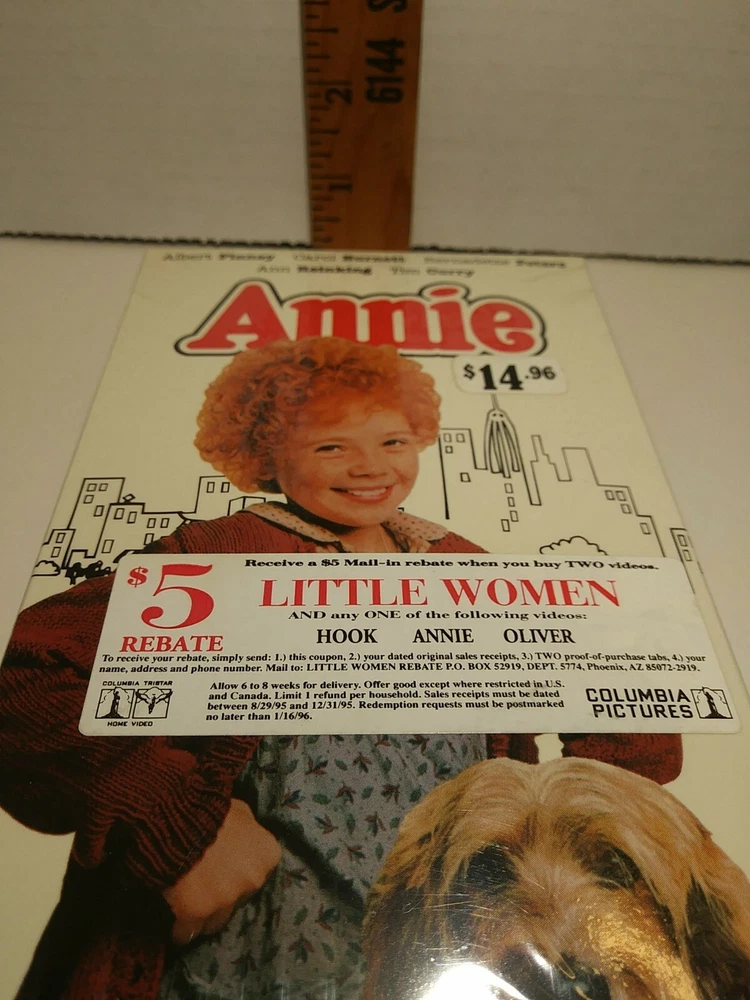 6144 S
2
1
Albert Finney Carol Burnett Bernadette Peters
Ann Reinking Tim Curry
Annie
$14.96
Receive a $5 Mail-in rebate when you buy TWO videos.
$5
REBATE
LITTLE WOMEN
AND any ONE of the following videos:
HOOK ANNIE OLIVER
To receive your rebate, simply send: 1.) this coupon, 2.) your dated original sales receipts, 3.) TWO proof-of-purchase tabs, 4.) your
name, address and phone number. Mail to: LITTLE WOMEN REBATE P.O. BOX 52919, DEPT. 5774, Phoenix, AZ 85072-2919.
COLUMBIA TRISTAR
HOME VIDEO
Allow 6 to 8 weeks for delivery. Offer good except where restricted in U.S.
and Canada. Limit 1 refund per household. Sales receipts must be dated
between 8/29/95 and 12/31/95. Redemption requests must be postmarked
no later than 1/16/96.
COLUMBIA
PICTURES